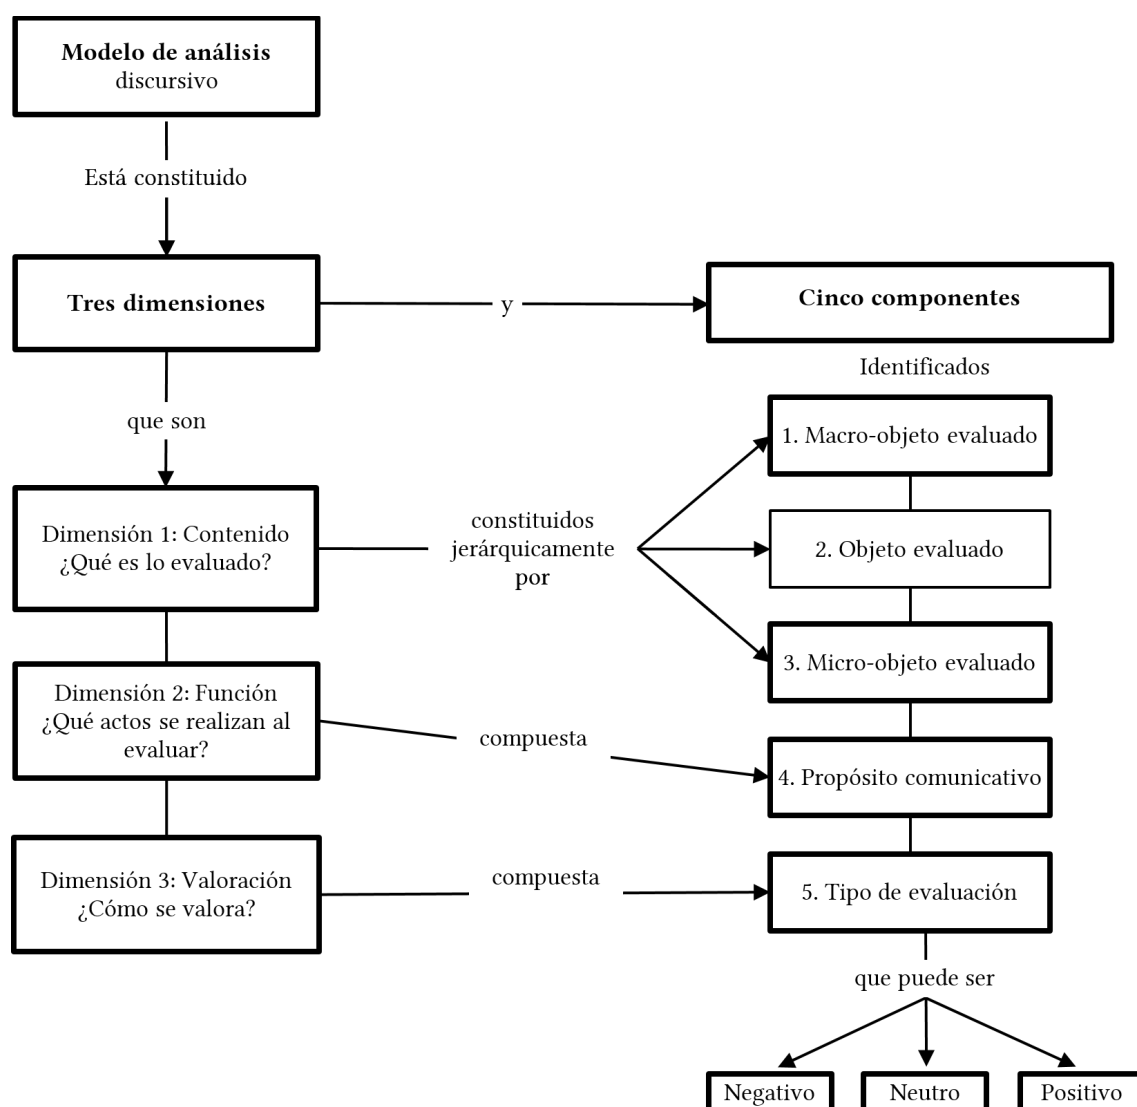 Modelo de análisis
discursivo
Está constituido
Tres dimensiones
y
Cinco componentes
Identificados
que son
1. Macro-objeto evaluado
Dimensión 1: Contenido
¿Qué es lo evaluado?
constituidos
jerárquicamente
por
2. Objeto evaluado
3. Micro-objeto evaluado
Dimensión 2: Función
¿Qué actos se realizan al
evaluar?
compuesta
4. Propósito comunicativo
Dimensión 3: Valoración
¿Cómo se valora?
compuesta
5. Tipo de evaluación
que puede ser
Negativo
Neutro
Positivo